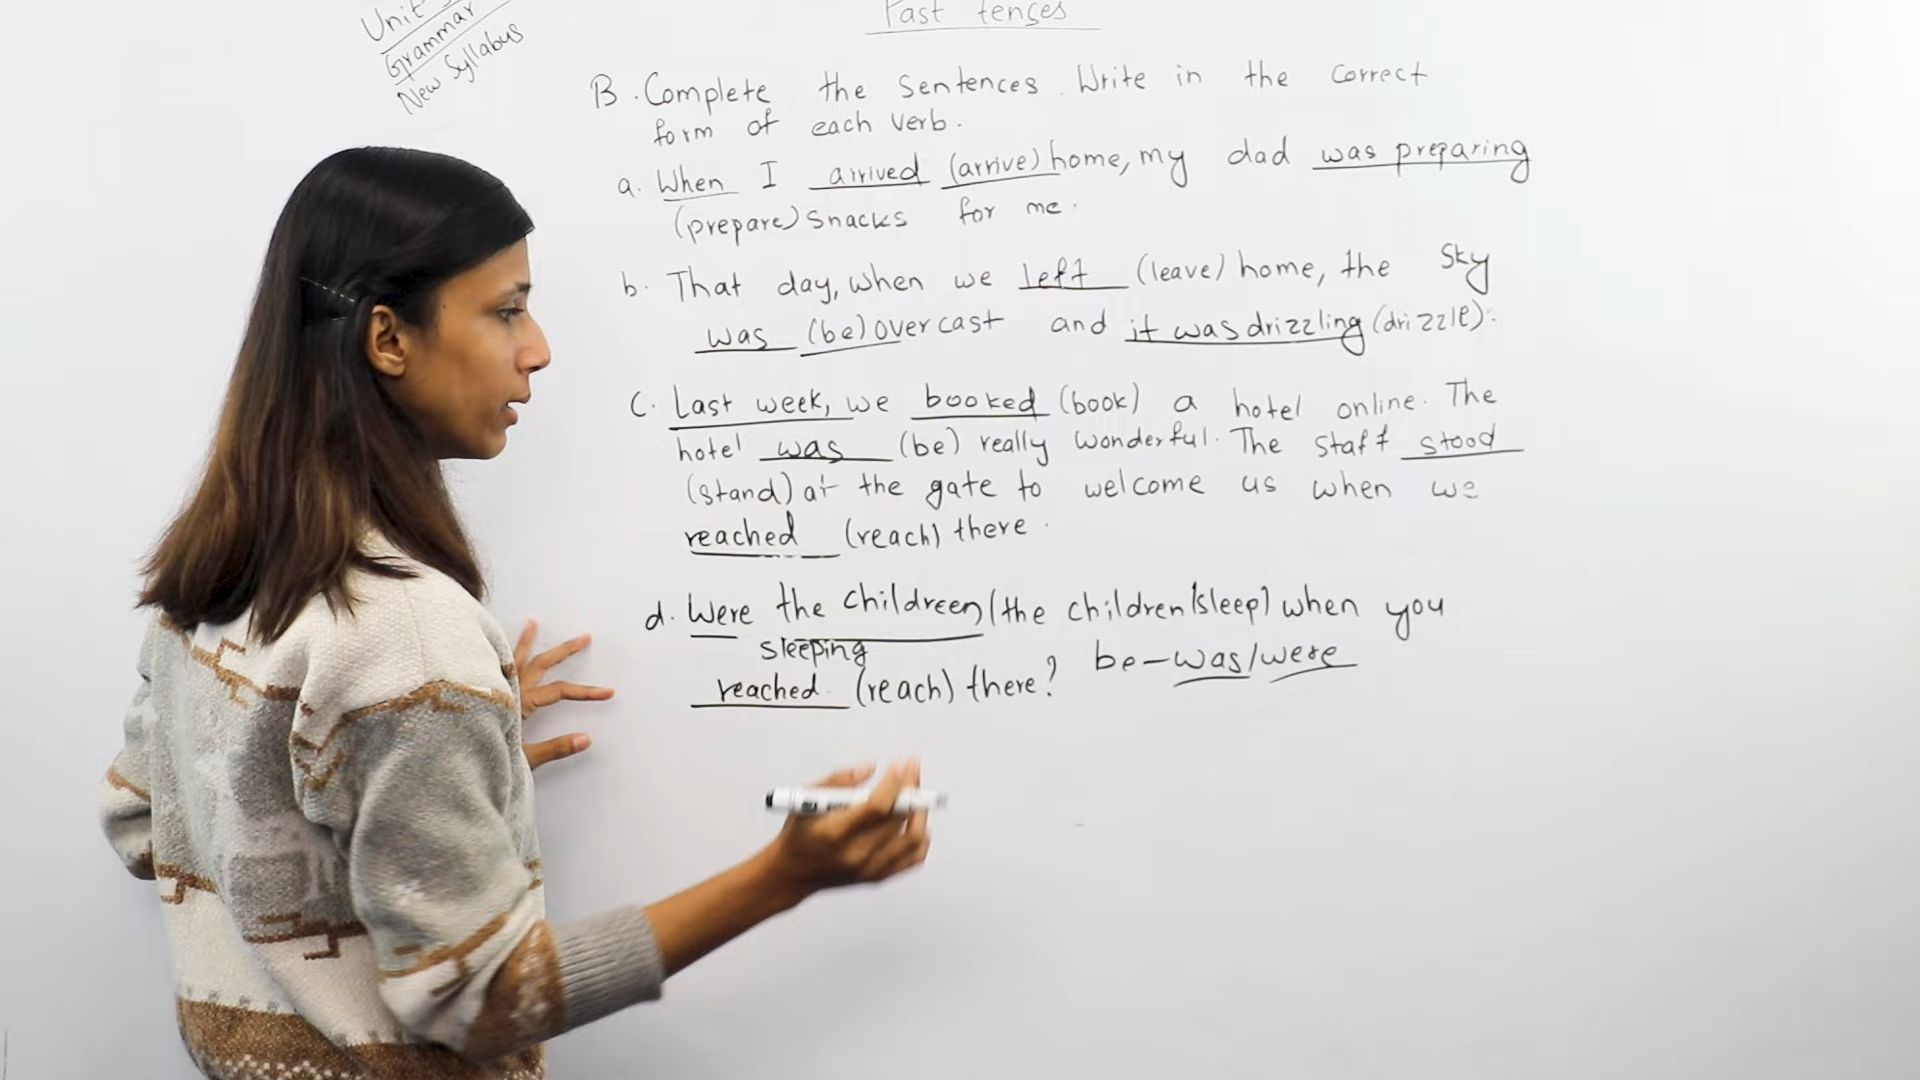 Unit
Grammar
New Syllabus
Past tenses
B. Complete the sentences. Write in the correct
form of each verb.
a. When I arrived (arrive) home, my dad was preparing
(prepare) snacks for me.
b. That day, when we left (leave) home, the sky
was (be) overcast and it was drizzling (drizzle).
C. Last week, we booked (book) a hotel online. The
hotel was (be) really wonderful. The staff stood
(stand) at the gate to welcome us when we
reached (reach) there.
d. Were the childreen (the children/sleep) when you
sleeping
reached (reach) there? be-was/were